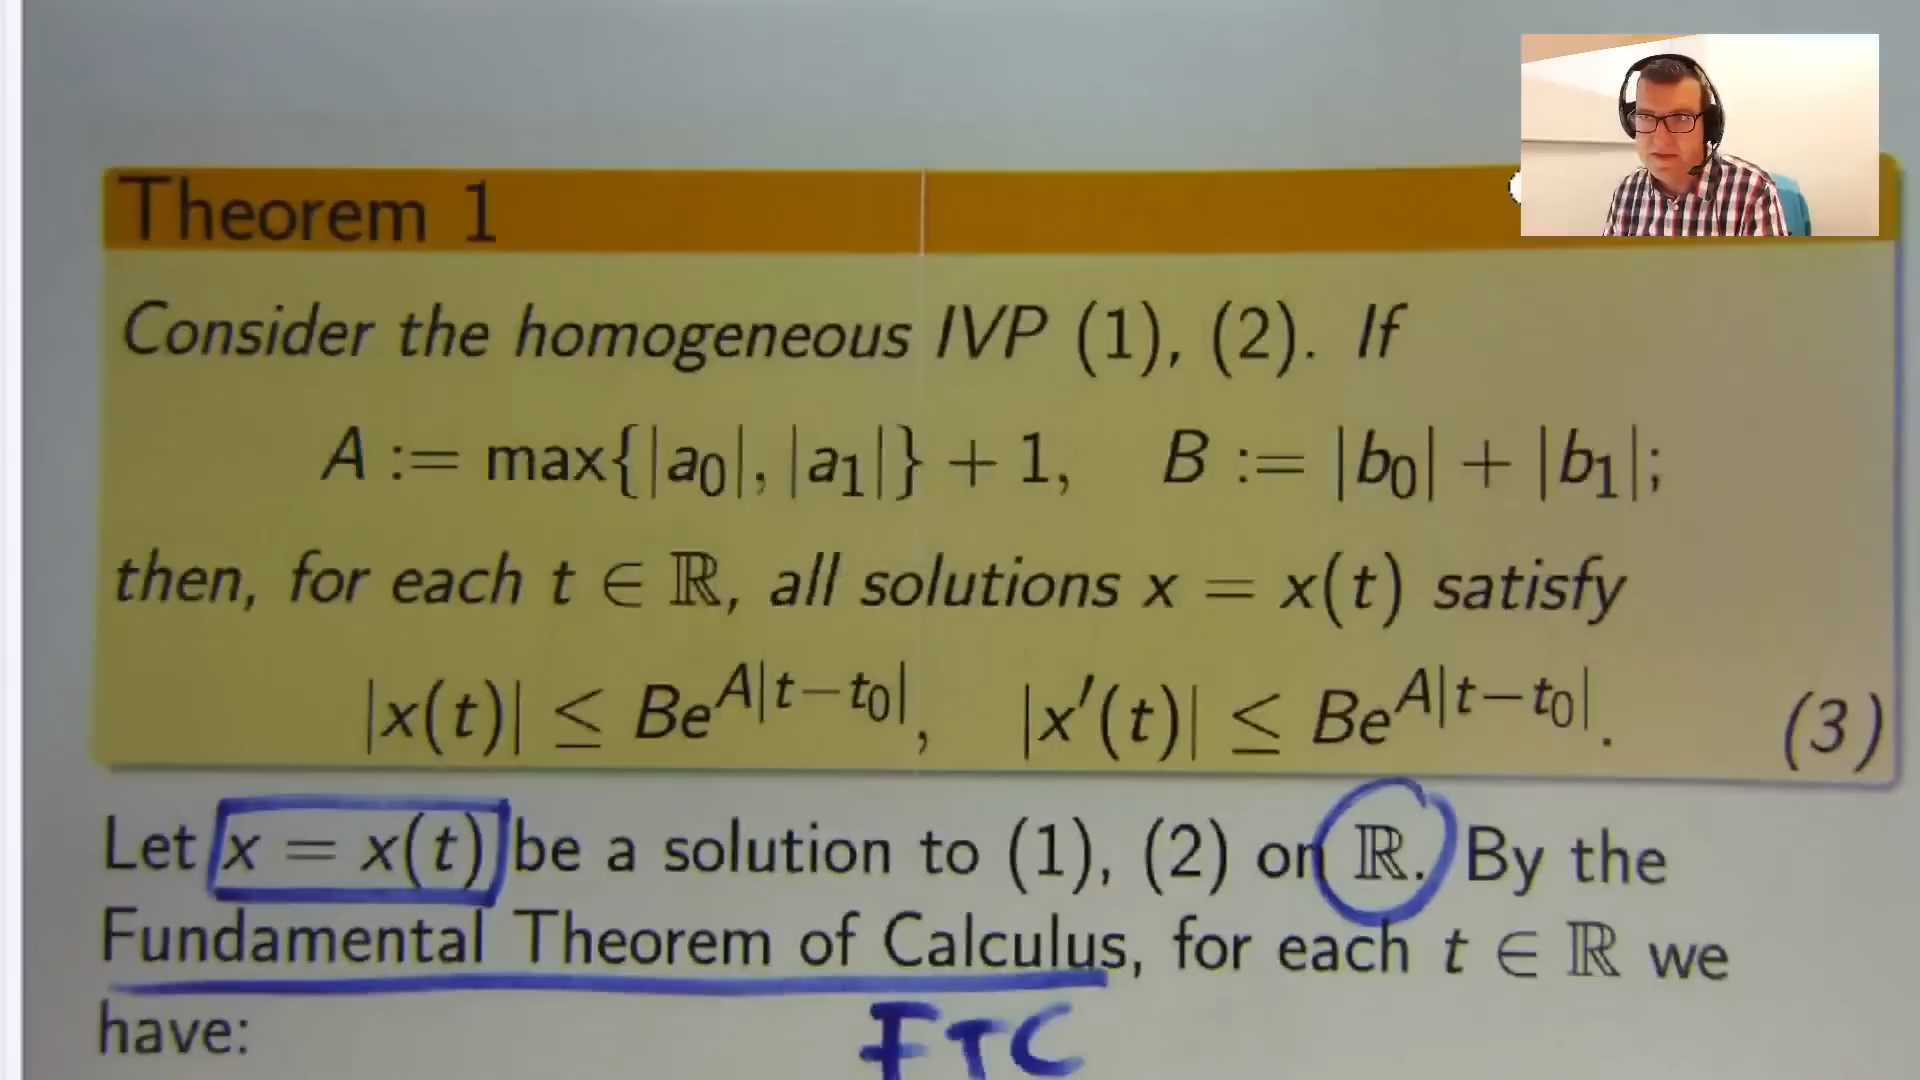 Theorem 1
Consider the homogeneous IVP (1), (2). If
A := max{|a₀|, |a₁|} + 1, B := |b₀| + |b₁|;
then, for each t ∈ ℝ, all solutions x = x(t) satisfy
|x(t)| ≤ Be^{A|t−t₀|}, |x′(t)| ≤ Be^{A|t−t₀|}. (3)
Let x = x(t) be a solution to (1), (2) on ℝ. By the
Fundamental Theorem of Calculus, for each t ∈ ℝ we
have:
FTC